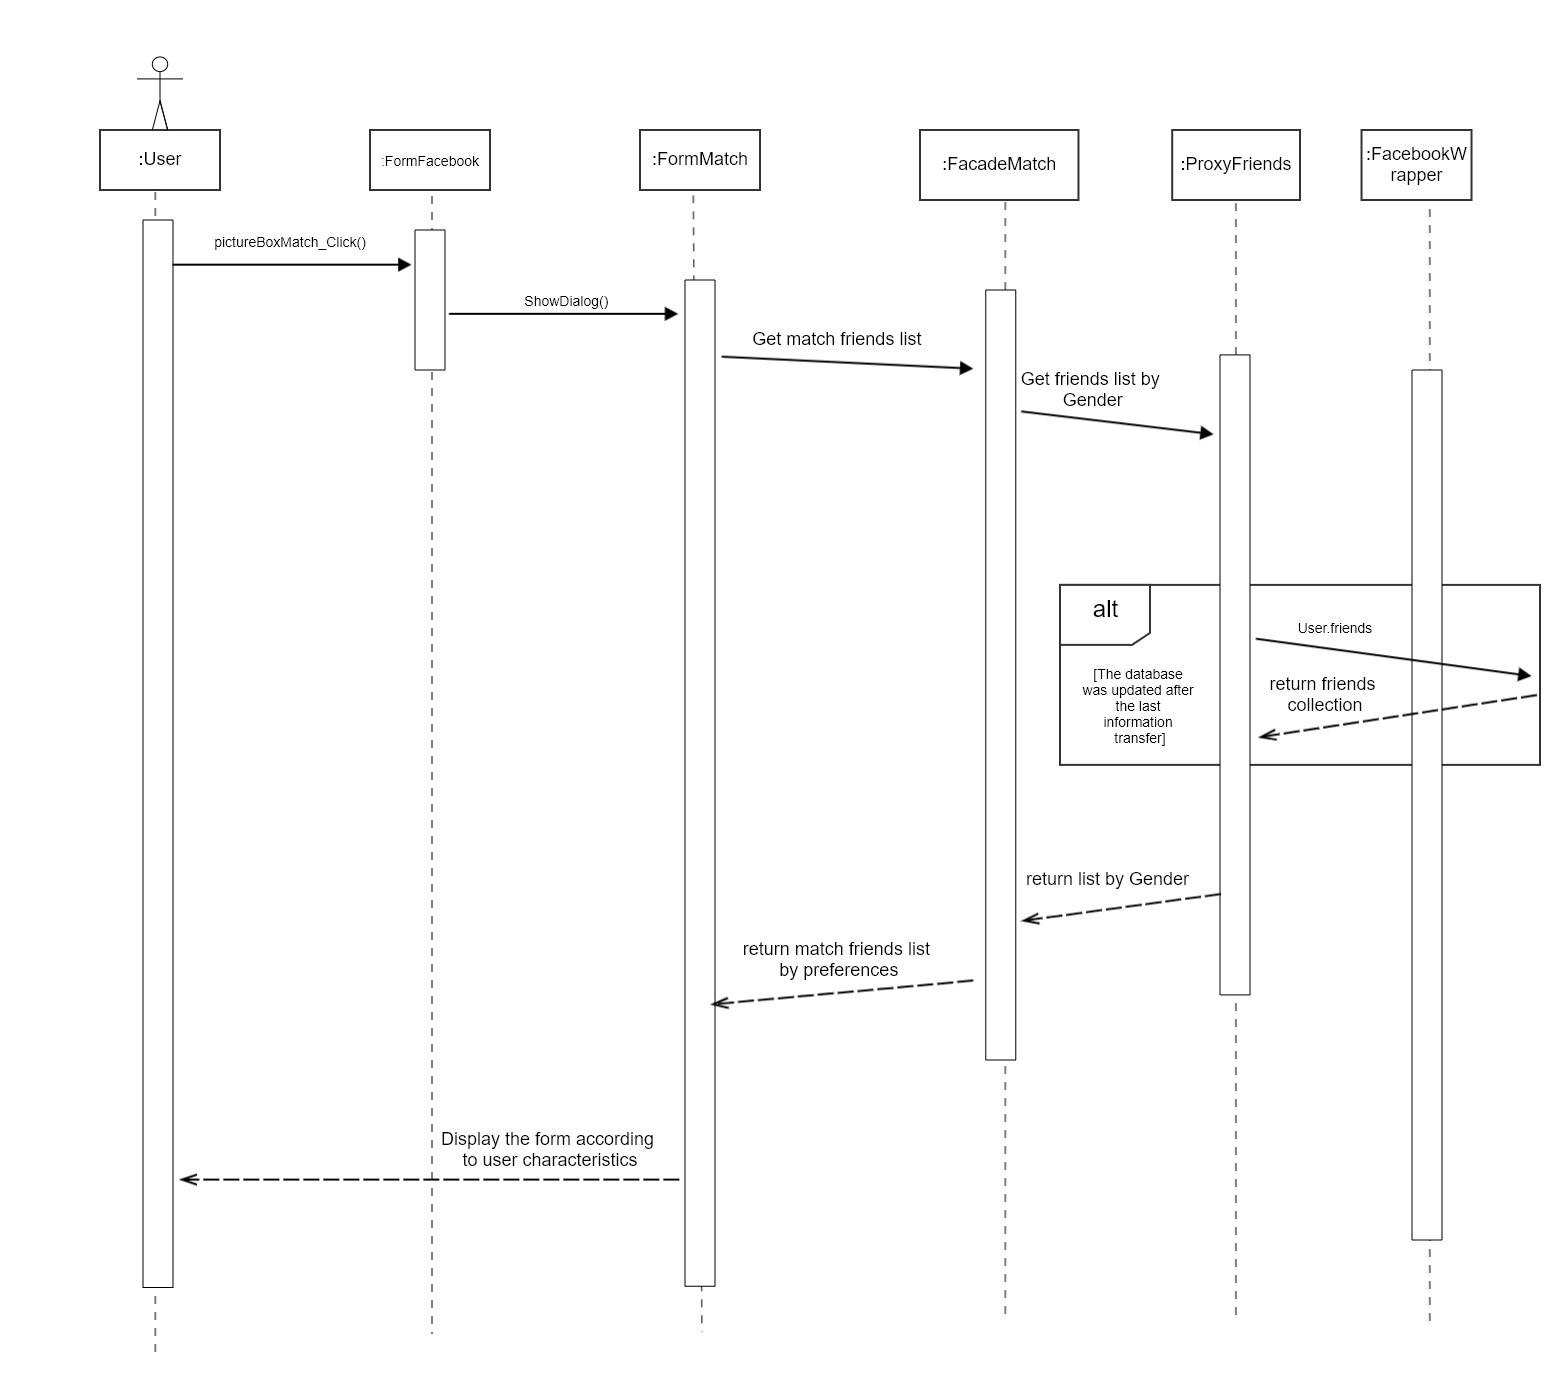 :User
:FormFacebook
:FormMatch
:FacadeMatch
:ProxyFriends
:FacebookW
rapper
pictureBoxMatch_Click()
ShowDialog()
Get match friends list
Get friends list by
Gender
alt
User.friends
[The database
was updated after
the last
information
transfer]
return friends
collection
return list by Gender
return match friends list
by preferences
Display the form according
to user characteristics